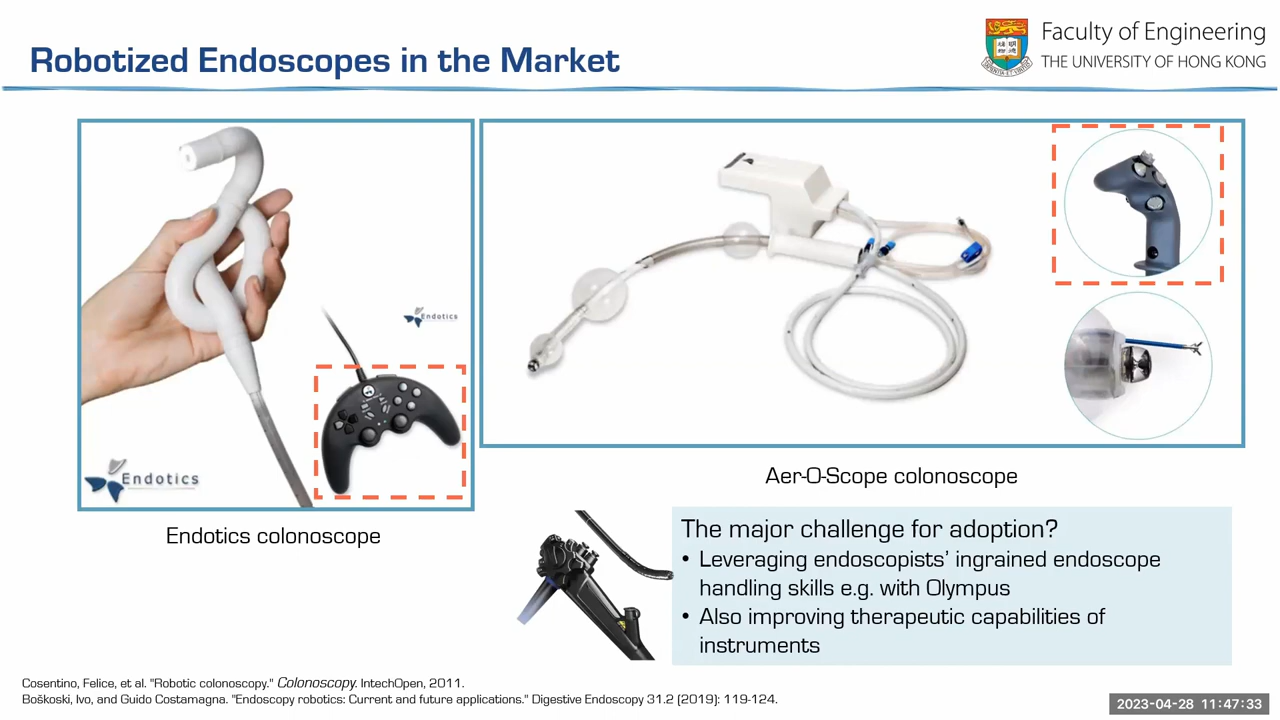 Robotized Endoscopes in the Market
Faculty of Engineering
THE UNIVERSITY OF HONG KONG
Endotics
Endotics
Endotics colonoscope
Aer-O-Scope colonoscope
The major challenge for adoption?
• Leveraging endoscopists’ ingrained endoscope
handling skills e.g. with Olympus
• Also improving therapeutic capabilities of
instruments
Cosentino, Felice, et al. "Robotic colonoscopy." Colonoscopy. IntechOpen, 2011.
Boškoski, Ivo, and Guido Costamagna. "Endoscopy robotics: Current and future applications." Digestive Endoscopy 31.2 (2019): 119-124.
2023-04-28 11:47:33